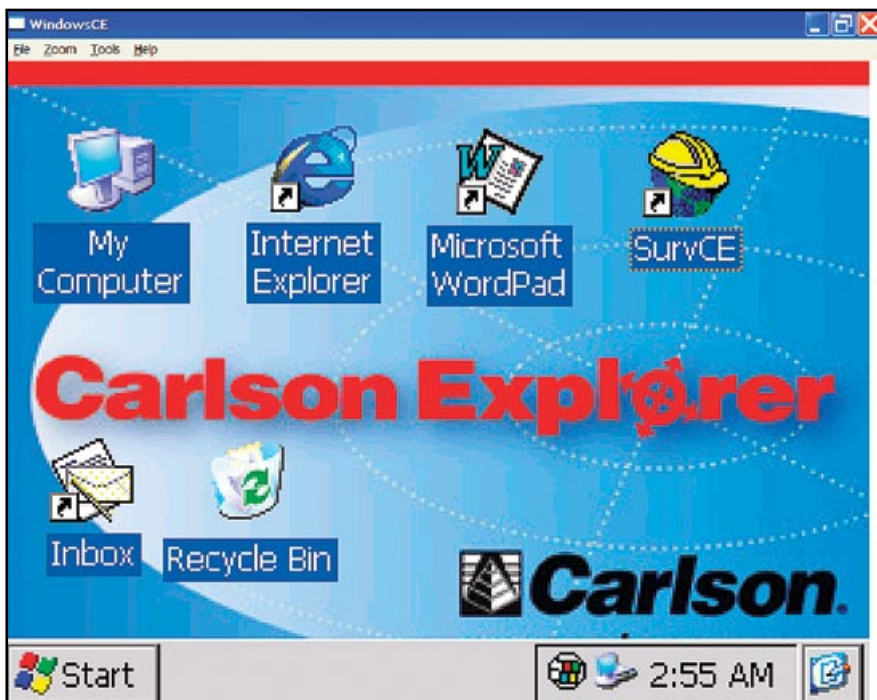 WindowsCE
File Zoom Tools Help
My Computer
Internet Explorer
Microsoft WordPad
SurvCE
Carlson Explorer
Inbox
Recycle Bin
Carlson.
Start
2:55 AM